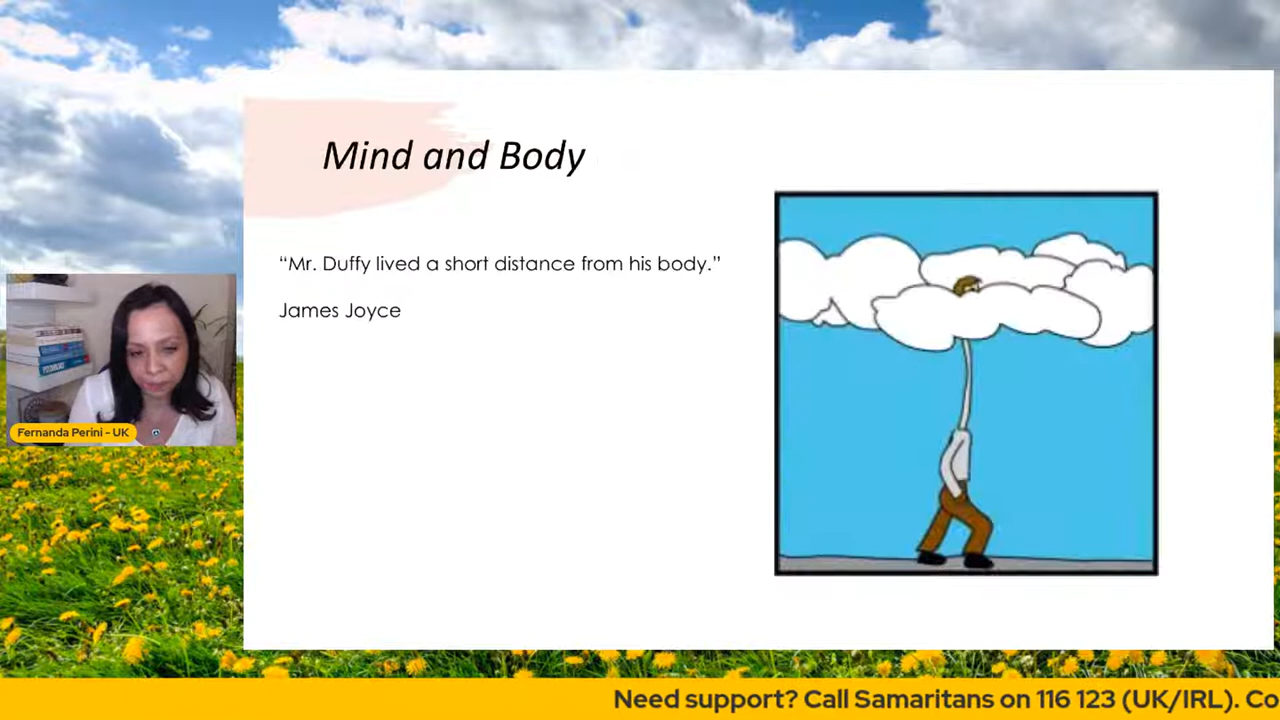 Mind and Body
“Mr. Duffy lived a short distance from his body.”
James Joyce
PSYCHOLOGY
Fernanda Perini - UK
Need support? Call Samaritans on 116 123 (UK/IRL). Co